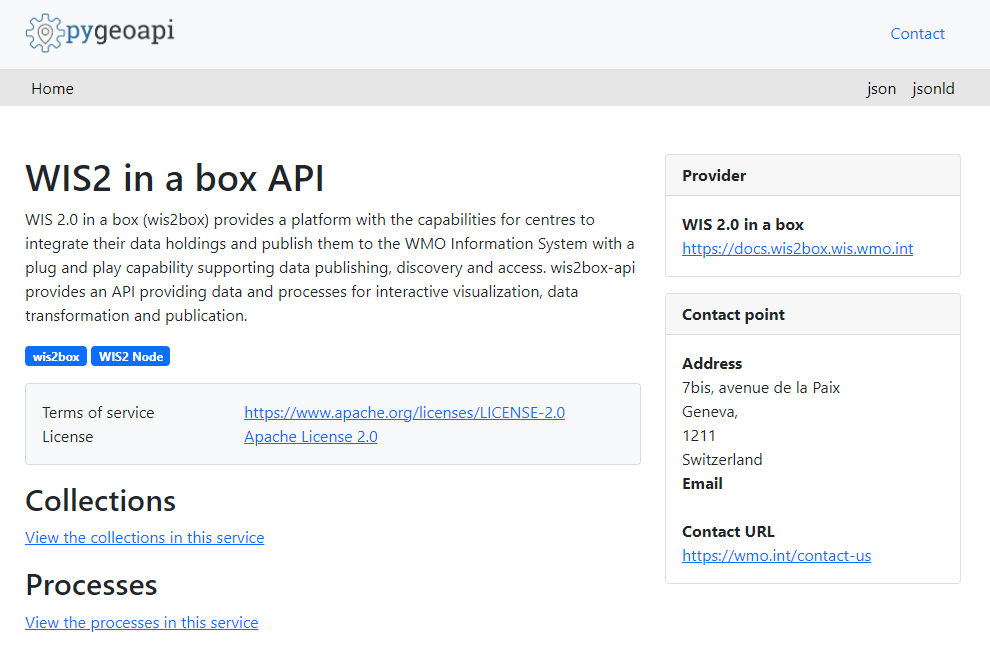 pygeoapi
Contact
Home
json jsonld
WIS2 in a box API
WIS 2.0 in a box (wis2box) provides a platform with the capabilities for centres to
integrate their data holdings and publish them to the WMO Information System with a
plug and play capability supporting data publishing, discovery and access. wis2box-api
provides an API providing data and processes for interactive visualization, data
transformation and publication.
wis2box WIS2 Node
Terms of service https://www.apache.org/licenses/LICENSE-2.0
License Apache License 2.0
Collections
View the collections in this service
Processes
View the processes in this service
Provider
WIS 2.0 in a box
https://docs.wis2box.wis.wmo.int
Contact point
Address
7bis, avenue de la Paix
Geneva,
1211
Switzerland
Email
Contact URL
https://wmo.int/contact-us